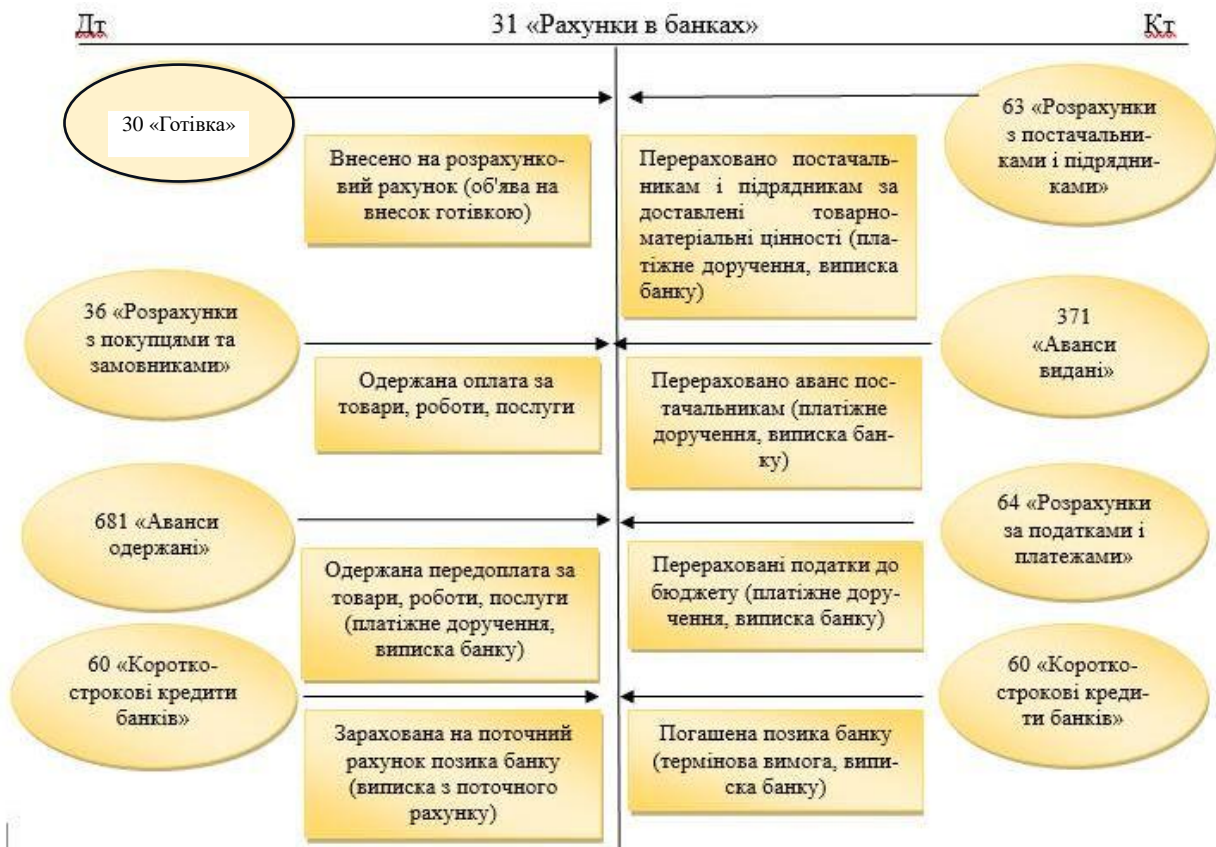 Дт
31 «Рахунки в банках»
Кт
30 «Готівка»
63 «Розрахунки
з постачальни-
ками і підрядни-
ками»
Внесено на розрахунко-
вий рахунок (об'ява на
внесок готівкою)
Перераховано постачаль-
никам і підрядникам за
доставлені товарно-
матеріальні цінності (пла-
тіжне доручення, виписка
банку)
36 «Розрахунки
з покупцями та
замовниками»
371
«Аванси
видані»
Одержана оплата за
товари, роботи, послуги
Перераховано аванс пос-
тачальникам (платіжне
доручення, виписка бан-
ку)
681 «Аванси
одержані»
64 «Розрахунки
за податками і
платежами»
Одержана передоплата за
товари, роботи, послуги
(платіжне доручення,
виписка банку)
Перераховані податки до
бюджету (платіжне дору-
чення, виписка банку)
60 «Коротко-
строкові кредити
банків»
60 «Коротко-
строкові креди-
ти банків»
Зарахована на поточний
рахунок позика банку
(виписка з поточного
рахунку)
Погашена позика банку
(термінова вимога, випи-
ска банку)